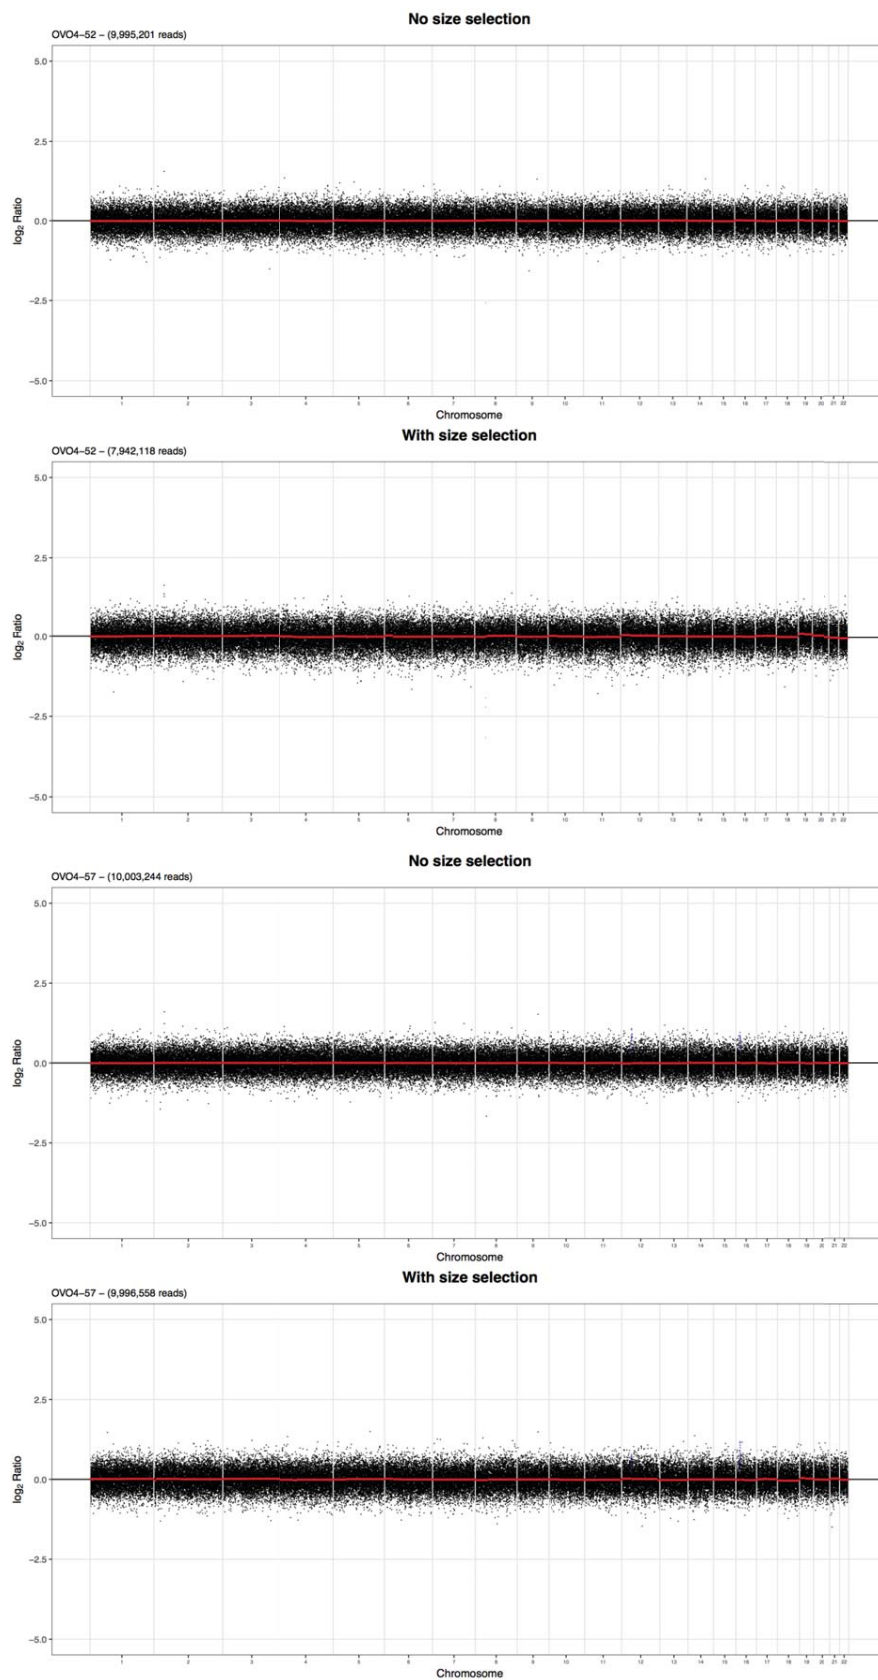 No size selection
OVO4–52 – (9,995,201 reads)
5.0
2.5
0.0
−2.5
−5.0
log2 Ratio
1 2 3 4 5 6 7 8 9 10 11 12 13 14 15 16 17 18 19 20 21 22
Chromosome
With size selection
OVO4–52 – (7,942,118 reads)
5.0
2.5
0.0
−2.5
−5.0
log2 Ratio
1 2 3 4 5 6 7 8 9 10 11 12 13 14 15 16 17 18 19 20 21 22
Chromosome
No size selection
OVO4–57 – (10,003,244 reads)
5.0
2.5
0.0
−2.5
−5.0
log2 Ratio
1 2 3 4 5 6 7 8 9 10 11 12 13 14 15 16 17 18 19 20 21 22
Chromosome
With size selection
OVO4–57 – (9,996,558 reads)
5.0
2.5
0.0
−2.5
−5.0
log2 Ratio
1 2 3 4 5 6 7 8 9 10 11 12 13 14 15 16 17 18 19 20 21 22
Chromosome